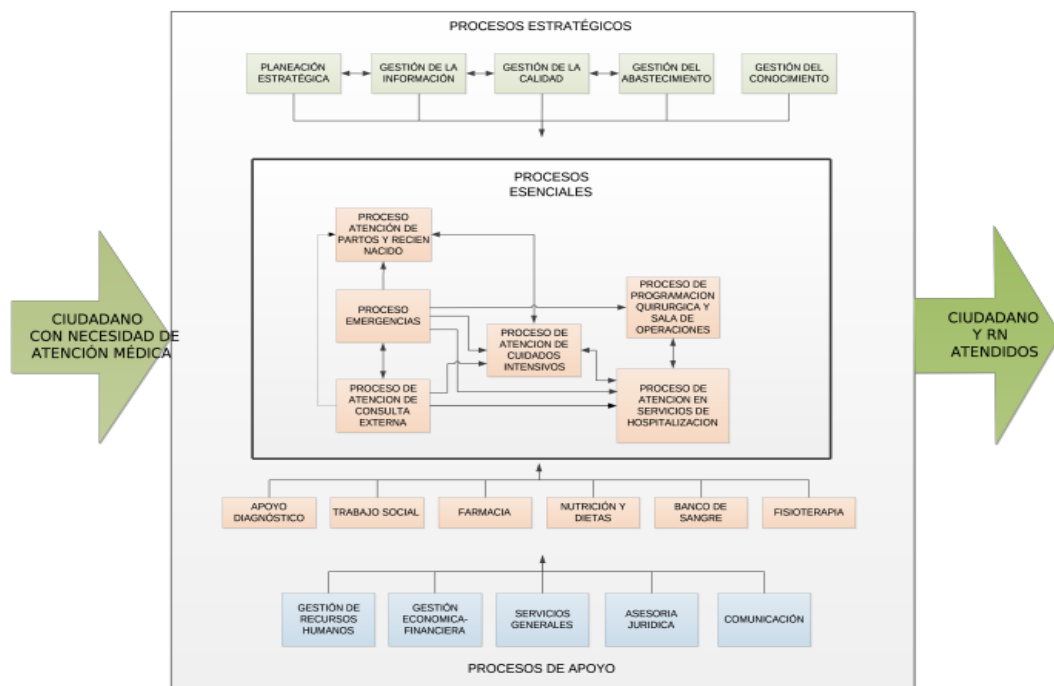 PROCESOS ESTRATÉGICOS
PLANEACIÓN
ESTRATÉGICA
GESTIÓN DE LA
INFORMACIÓN
GESTIÓN DE LA
CALIDAD
GESTIÓN DEL
ABASTECIMIENTO
GESTIÓN DEL
CONOCIMIENTO
PROCESOS
ESENCIALES
PROCESO
ATENCIÓN DE
PARTOS Y RECIEN
NACIDO
PROCESO
EMERGENCIAS
PROCESO DE
ATENCION DE
CUIDADOS
INTENSIVOS
PROCESO DE
PROGRAMACION
QUIRURGICA Y
SALA DE
OPERACIONES
PROCESO DE
ATENCION DE
CONSULTA
EXTERNA
PROCESO DE
ATENCION EN
SERVICIOS DE
HOSPITALIZACION
CIUDADANO
CON NECESIDAD DE
ATENCIÓN MÉDICA
CIUDADANO
Y RN
ATENDIDOS
APOYO
DIAGNÓSTICO
TRABAJO SOCIAL
FARMACIA
NUTRICIÓN Y
DIETAS
BANCO DE
SANGRE
FISIOTERAPIA
GESTIÓN DE
RECURSOS
HUMANOS
GESTIÓN
ECONOMICA-
FINANCIERA
SERVICIOS
GENERALES
ASESORIA
JURIDICA
COMUNICACIÓN
PROCESOS DE APOYO